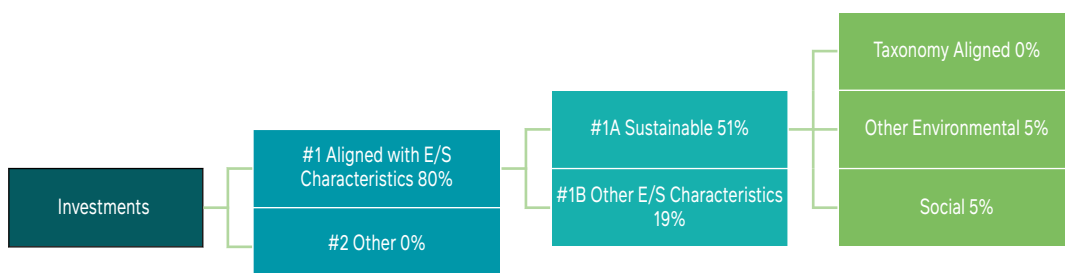 Investments
#1 Aligned with E/S
Characteristics 80%
#2 Other 0%
#1A Sustainable 51%
#1B Other E/S Characteristics
19%
Taxonomy Aligned 0%
Other Environmental 5%
Social 5%